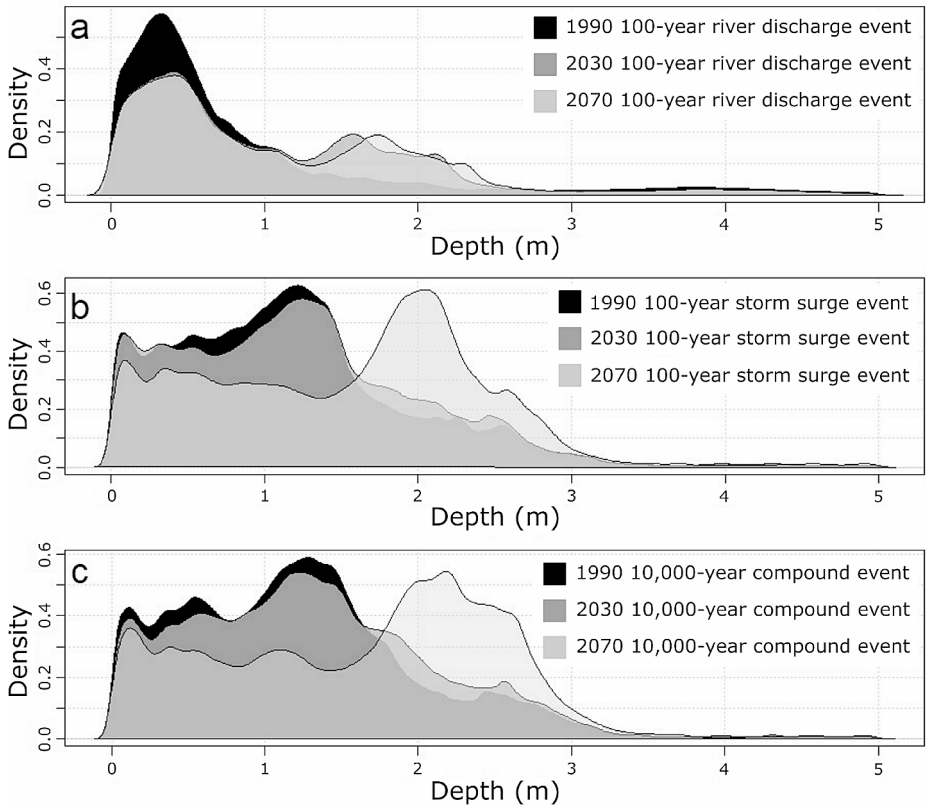 a
1990 100-year river discharge event
2030 100-year river discharge event
2070 100-year river discharge event
Density
0.0 0.2 0.4
0 1 2 3 4 5
Depth (m)
b
1990 100-year storm surge event
2030 100-year storm surge event
2070 100-year storm surge event
Density
0.0 0.2 0.4 0.6
0 1 2 3 4 5
Depth (m)
c
1990 10,000-year compound event
2030 10,000-year compound event
2070 10,000-year compound event
Density
0.0 0.2 0.4 0.6
0 1 2 3 4 5
Depth (m)